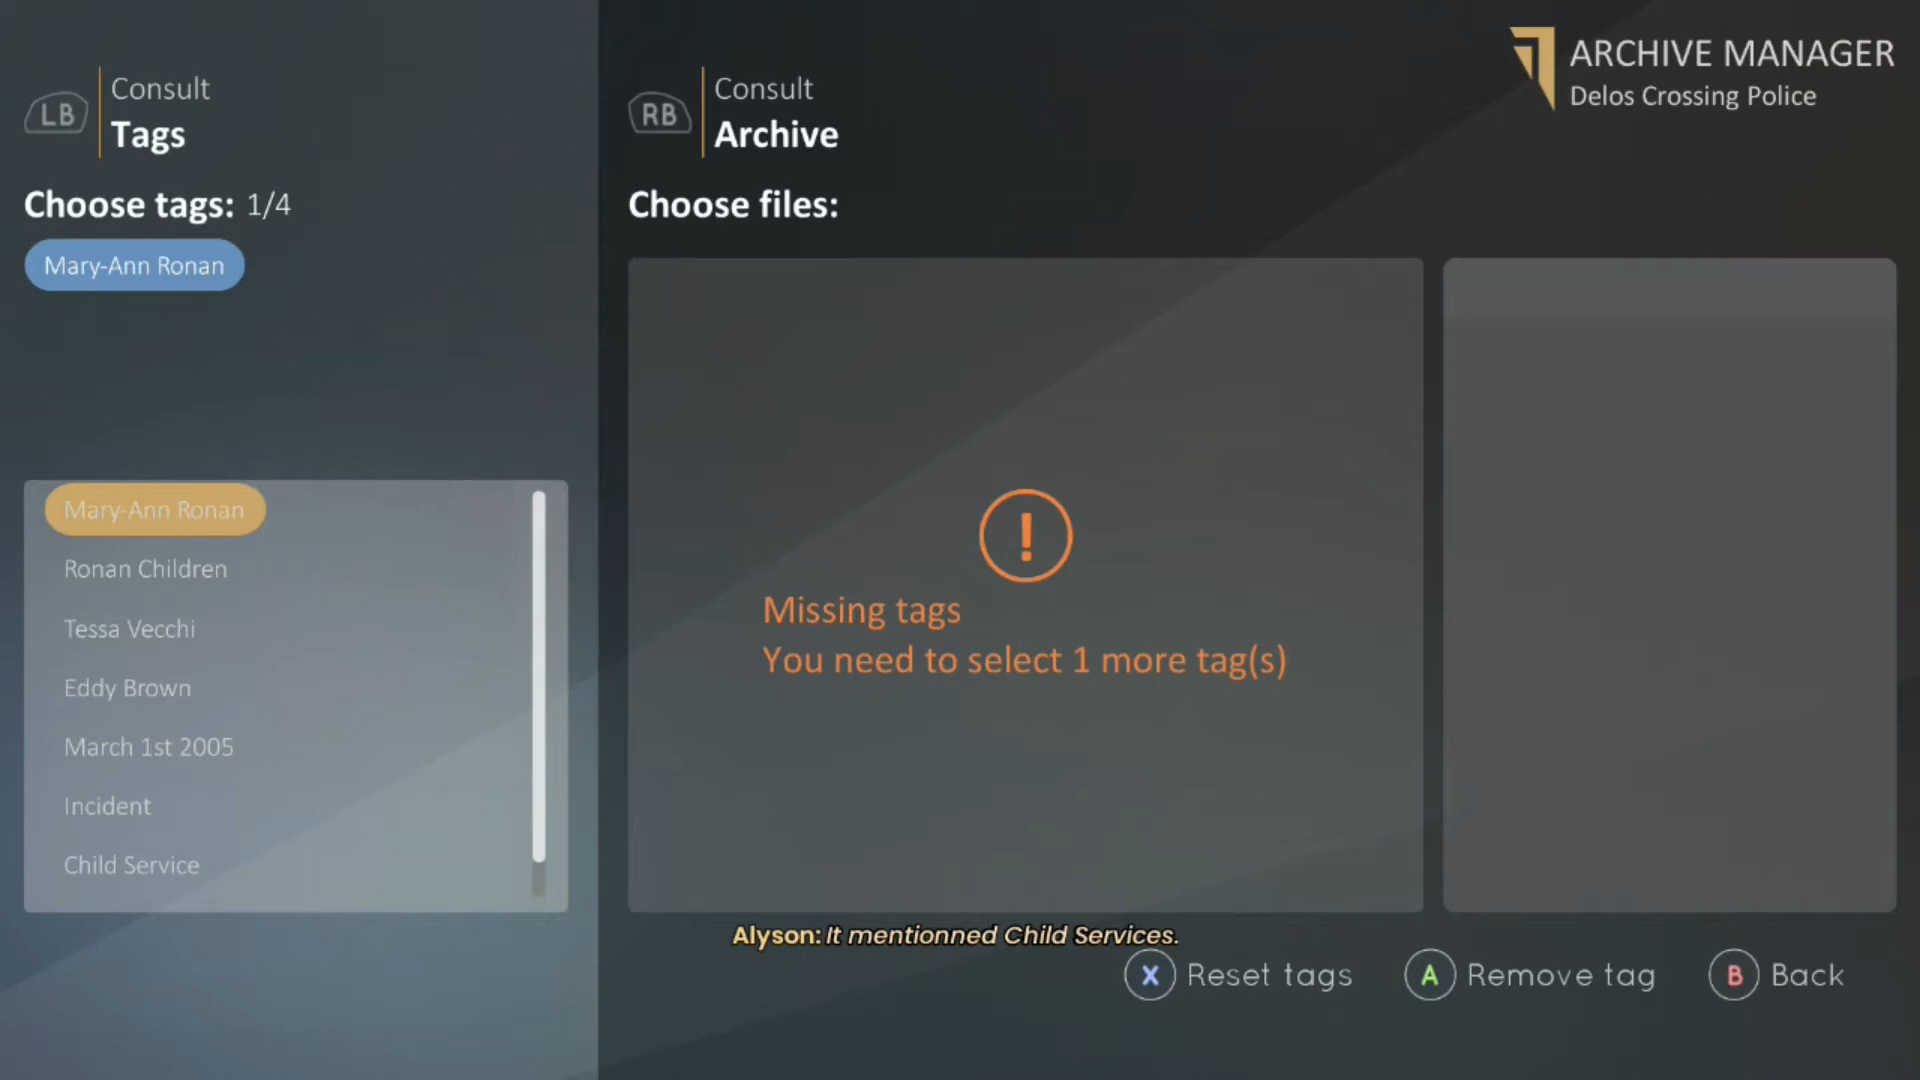 LB
Consult
Tags
Choose tags: 1/4
Mary-Ann Ronan
Mary-Ann Ronan
Ronan Children
Tessa Vecchi
Eddy Brown
March 1st 2005
Incident
Child Service
RB
Consult
Archive
Choose files:
ARCHIVE MANAGER
Delos Crossing Police
!
Missing tags
You need to select 1 more tag(s)
Alyson: It mentionned Child Services.
X Reset tags
A Remove tag
B Back